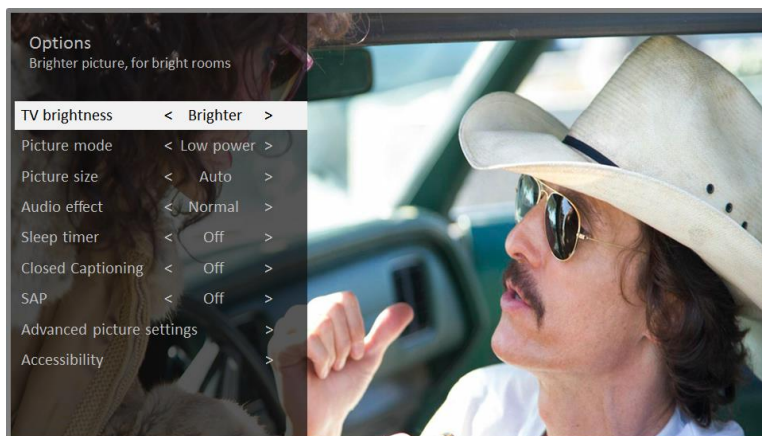 Options
Brighter picture, for bright rooms
TV brightness < Brighter >
Picture mode < Low power >
Picture size < Auto >
Audio effect < Normal >
Sleep timer < Off >
Closed Captioning < Off >
SAP < Off >
Advanced picture settings >
Accessibility >